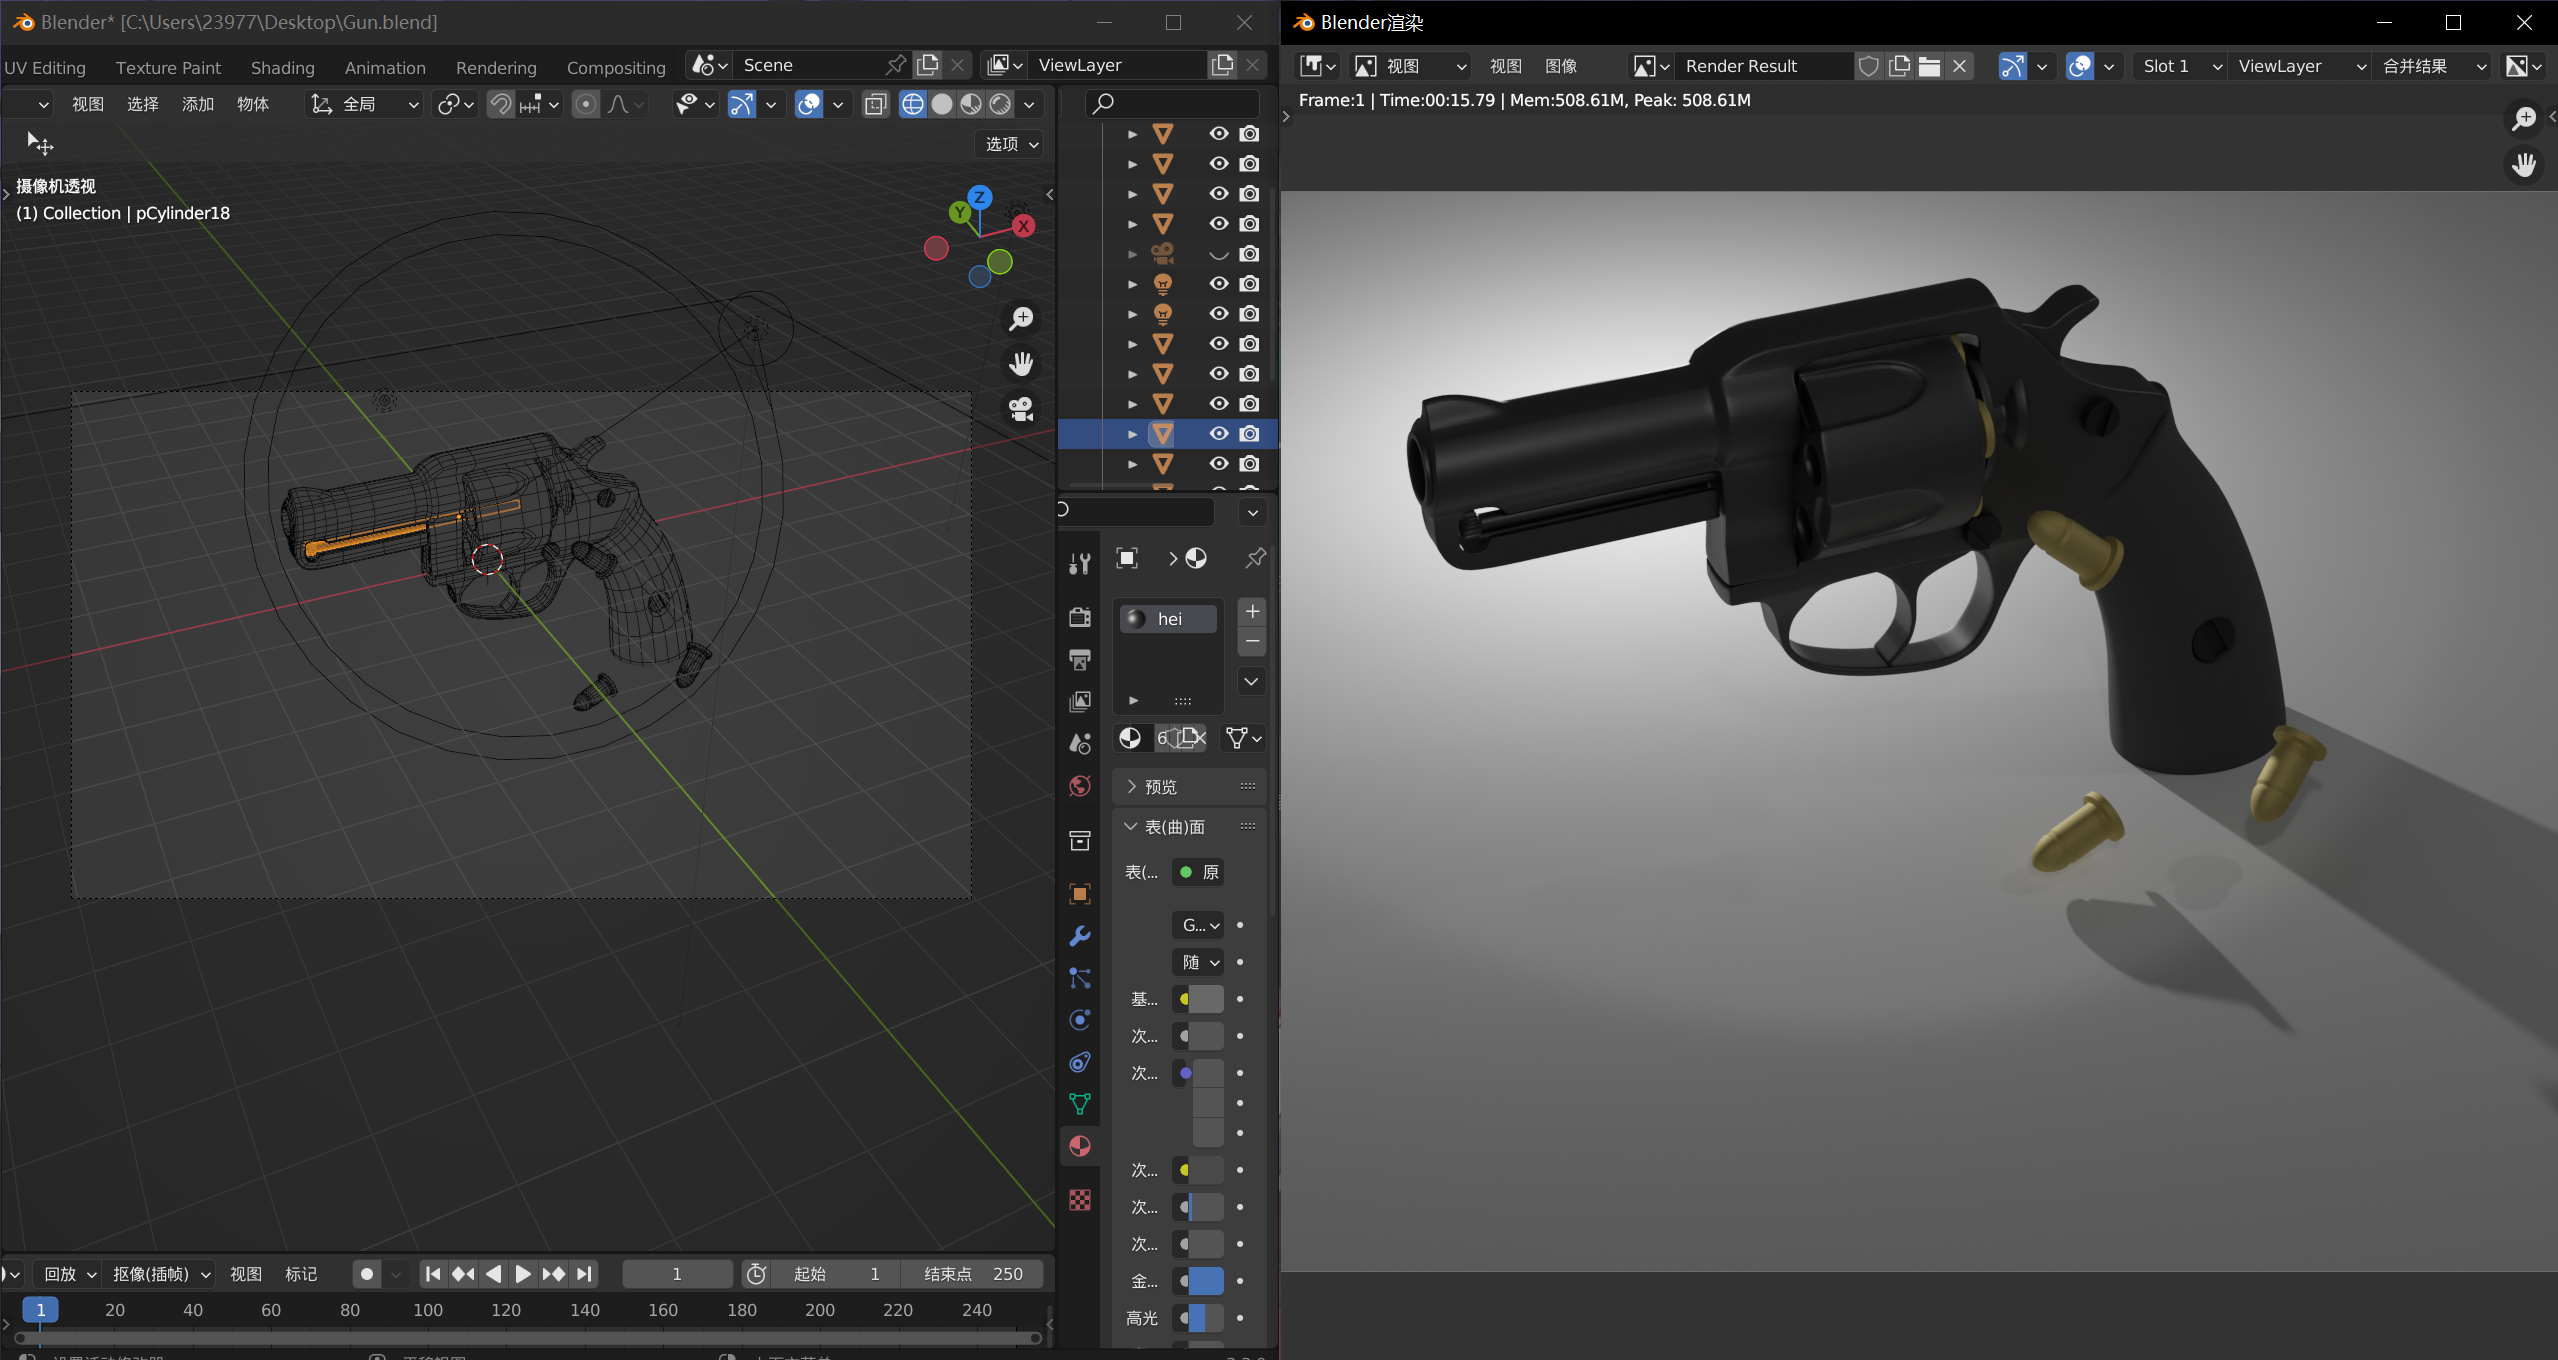 Blender* [C:\Users\23977\Desktop\Gun.blend]
UV Editing Texture Paint Shading Animation Rendering Compositing Scene ViewLayer
视图 选择 添加 物体 全局
选项
摄像机透视
(1) Collection | pCylinder18
Z
Y
X
hei
6
预览
表(曲)面
表(... 原
G...
随
基...
次...
次...
次...
次...
次...
金...
高光
回放 抠像(插帧) 视图 标记 1 起始 1 结束点 250
1 20 40 60 80 100 120 140 160 180 200 220 240
Blender渲染
视图 视图 图像 Render Result Slot 1 ViewLayer 合并结果
Frame:1 | Time:00:15.79 | Mem:508.61M, Peak: 508.61M